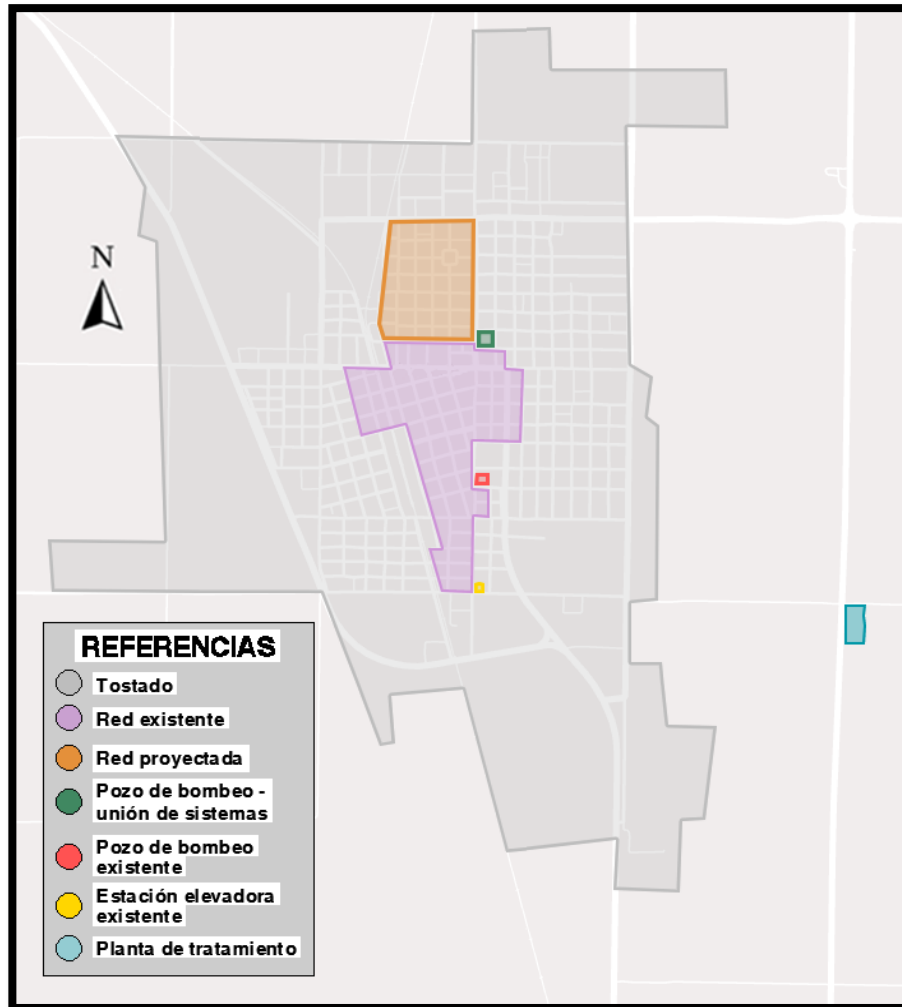 N
REFERENCIAS
Tostado
Red existente
Red proyectada
Pozo de bombeo -
unión de sistemas
Pozo de bombeo
existente
Estación elevadora
existente
Planta de tratamiento